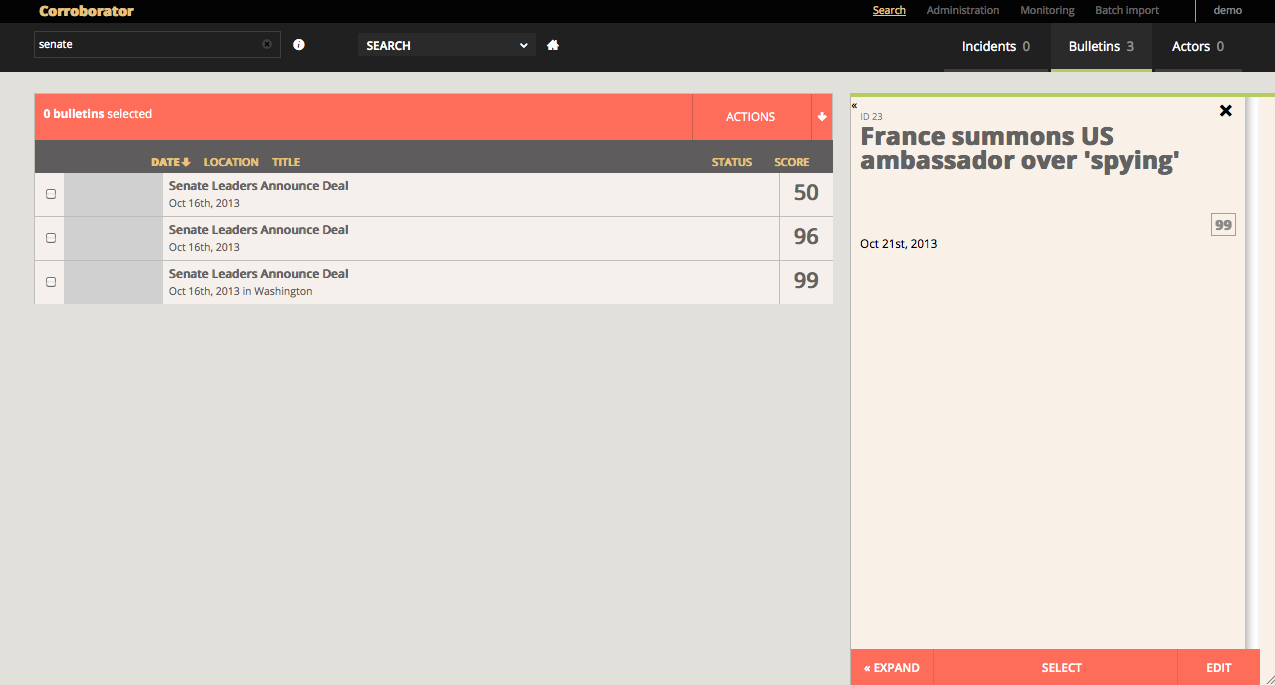 Corroborator
Search Administration Monitoring Batch import demo
senate
SEARCH
Incidents 0 Bulletins 3 Actors 0
0 bulletins selected
ACTIONS
DATE LOCATION TITLE STATUS SCORE
Senate Leaders Announce Deal
Oct 16th, 2013
50
Senate Leaders Announce Deal
Oct 16th, 2013
96
Senate Leaders Announce Deal
Oct 16th, 2013 in Washington
99
«
ID 23
France summons US
ambassador over 'spying'
99
Oct 21st, 2013
« EXPAND SELECT EDIT